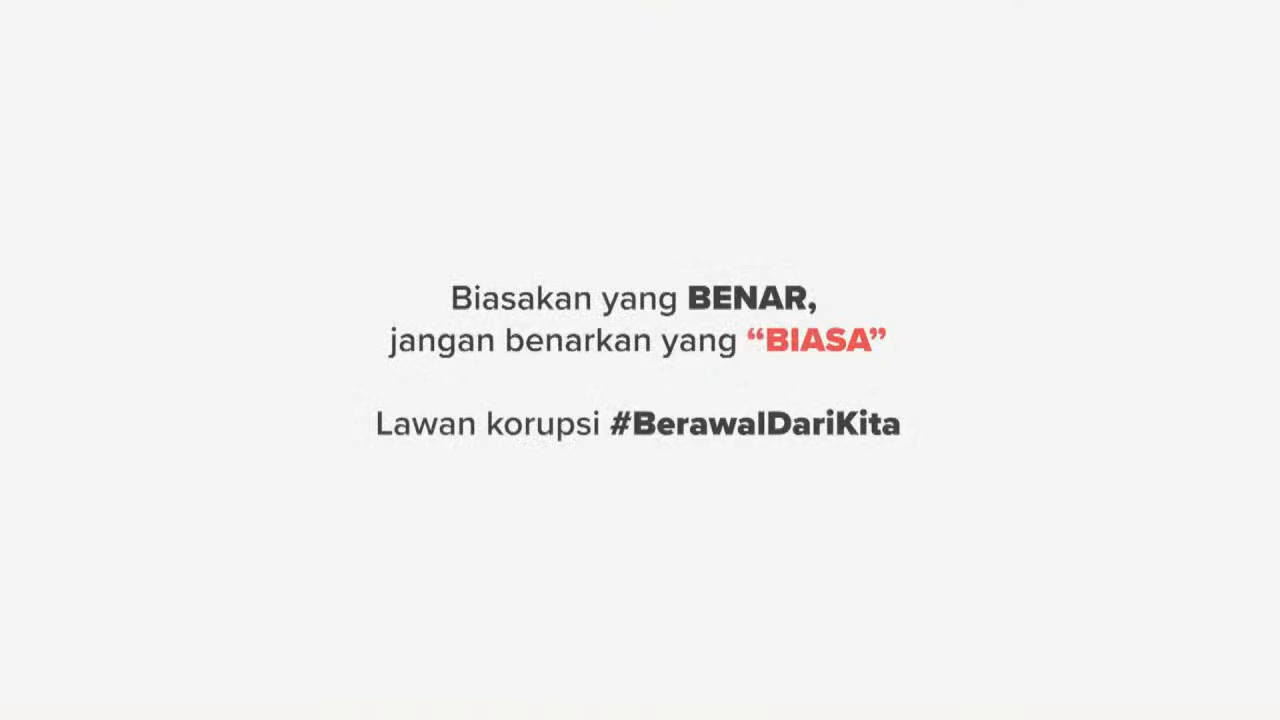 Biasakan yang BENAR,
jangan benarkan yang “BIASA”
Lawan korupsi #BerawalDariKita